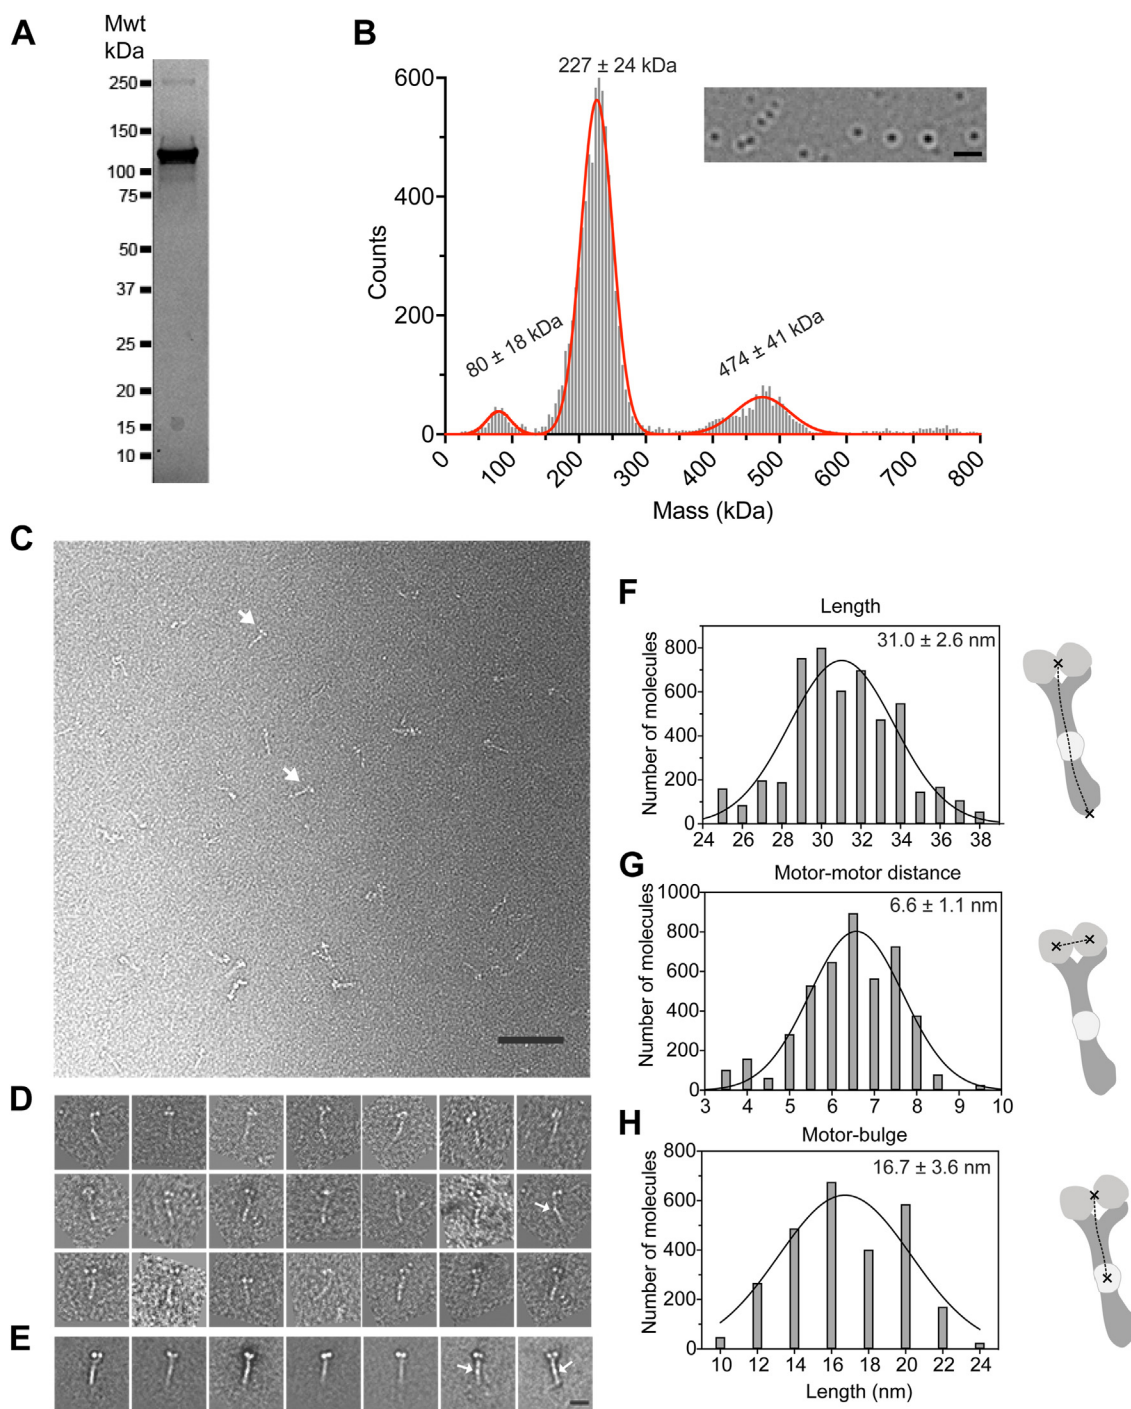 A
Mwt
kDa
250
150
100
75
50
37
25
20
15
10
B
227 ± 24 kDa
80 ± 18 kDa
474 ± 41 kDa
Counts
600
400
200
0
0 100 200 300 400 500 600 700 800
Mass (kDa)
C
D
E
F
Length
31.0 ± 2.6 nm
Number of molecules
800
600
400
200
0
24 26 28 30 32 34 36 38
G
Motor-motor distance
6.6 ± 1.1 nm
Number of molecules
1000
800
600
400
200
0
3 4 5 6 7 8 9 10
H
Motor-bulge
16.7 ± 3.6 nm
Number of molecules
800
600
400
200
0
10 12 14 16 18 20 22 24
Length (nm)